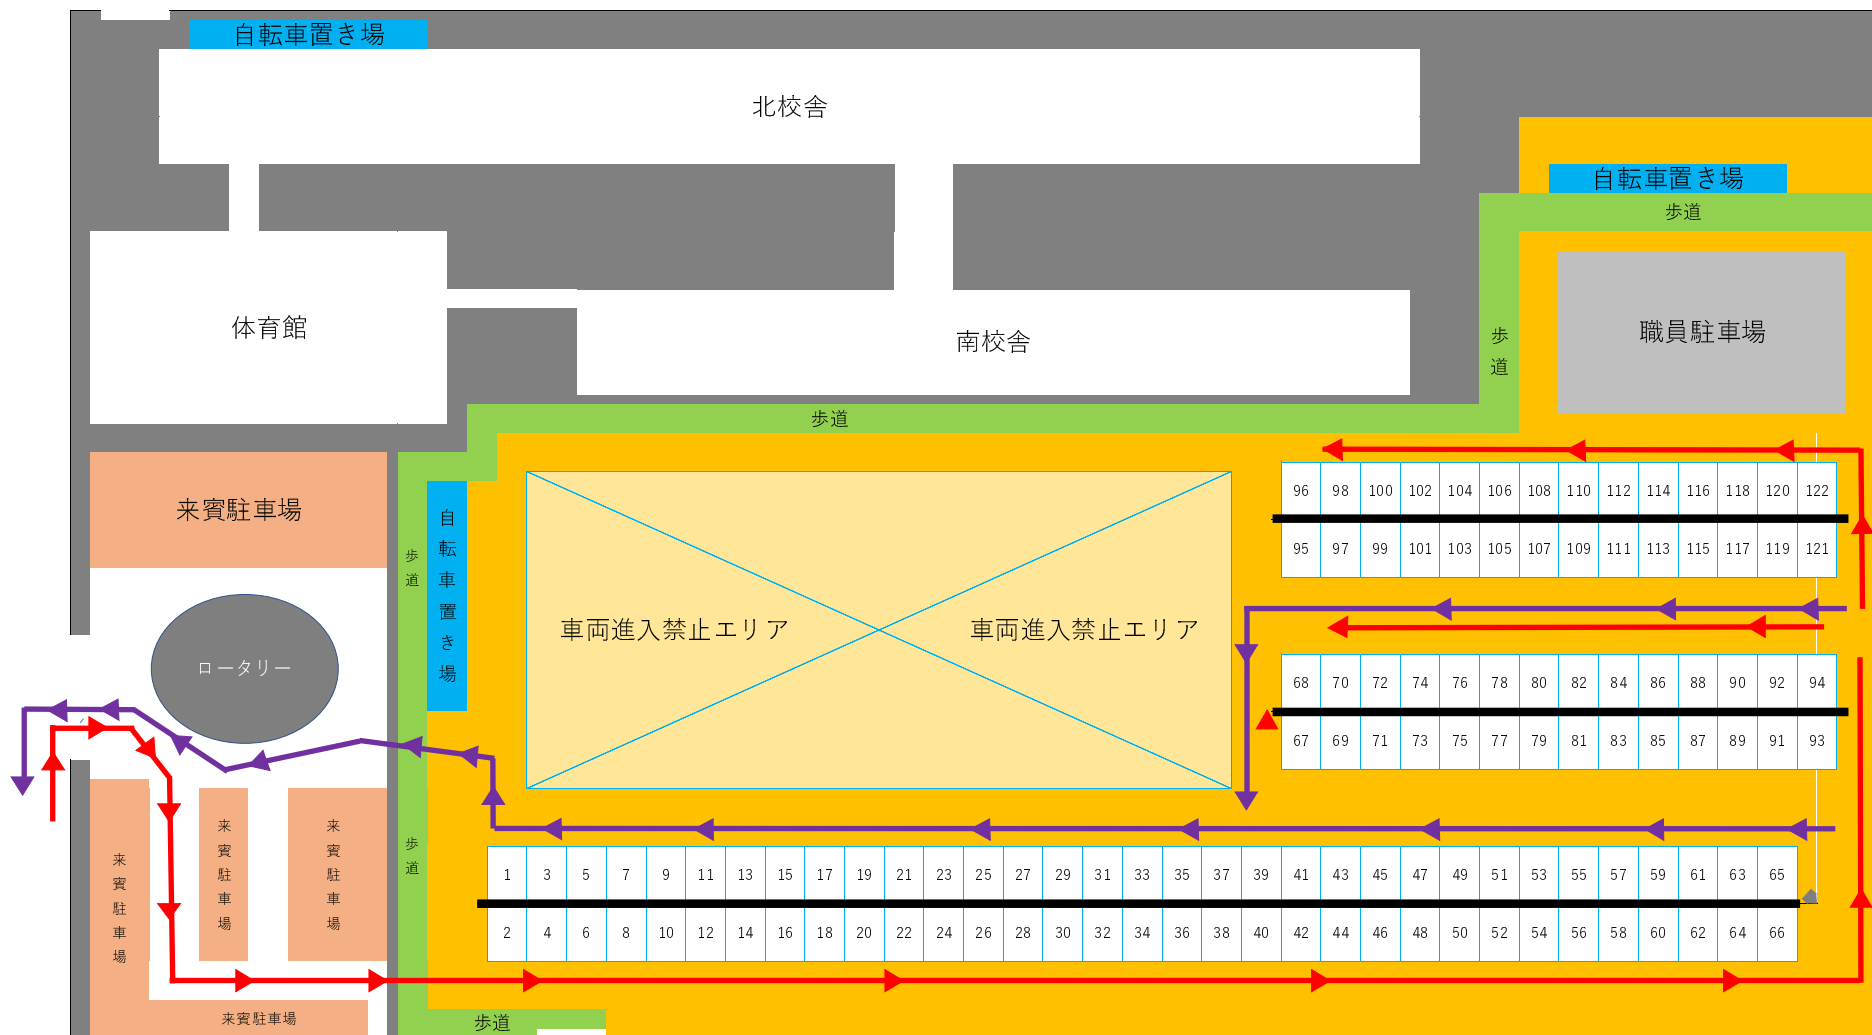 自転車置き場
北校舎
自転車置き場
歩道
体育館
南校舎
歩道
職員駐車場
歩道
来賓駐車場
歩道
自転車置き場
車両進入禁止エリア
車両進入禁止エリア
96 98 100 102 104 106 108 110 112 114 116 118 120 122
95 97 99 101 103 105 107 109 111 113 115 117 119 121
68 70 72 74 76 78 80 82 84 86 88 90 92 94
67 69 71 73 75 77 79 81 83 85 87 89 91 93
ロータリー
来賓駐車場
来賓駐車場
来賓駐車場
歩道
1 3 5 7 9 11 13 15 17 19 21 23 25 27 29 31 33 35 37 39 41 43 45 47 49 51 53 55 57 59 61 63 65
2 4 6 8 10 12 14 16 18 20 22 24 26 28 30 32 34 36 38 40 42 44 46 48 50 52 54 56 58 60 62 64 66
来賓駐車場
歩道